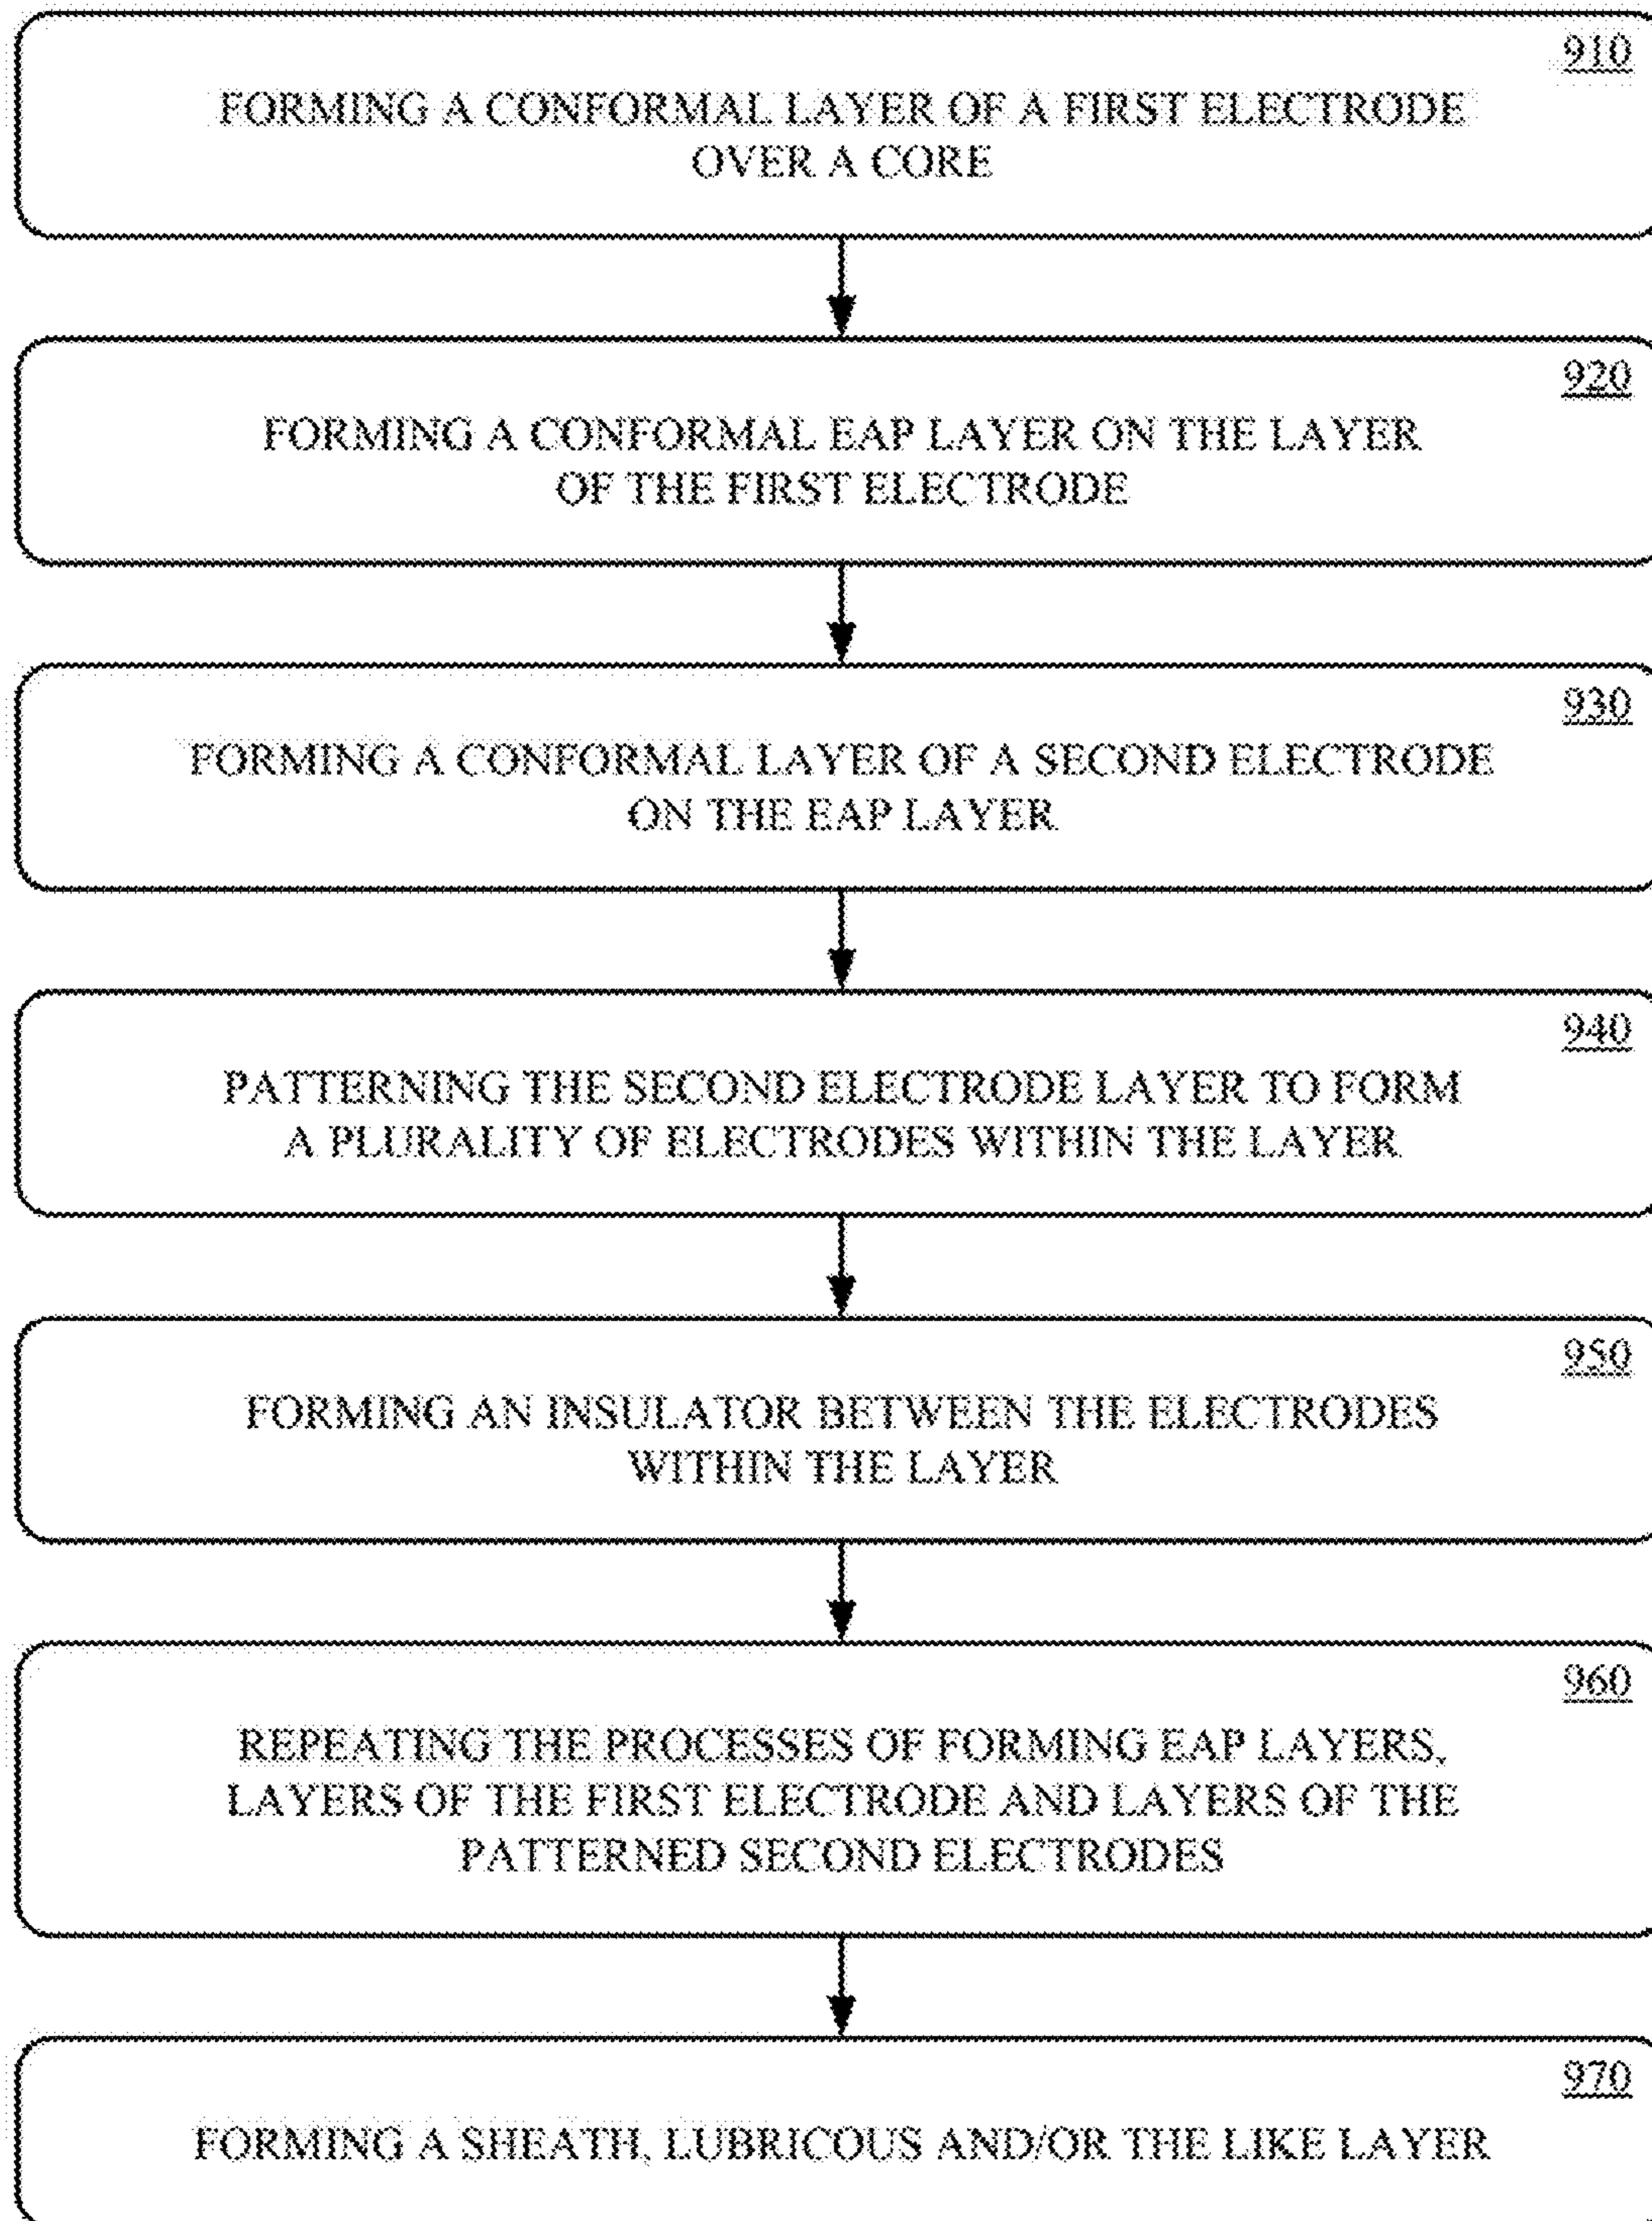 910
FORMING A CONFORMAL LAYER OF A FIRST ELECTRODE
OVER A CORE
920
FORMING A CONFORMAL EAP LAYER ON THE LAYER
OF THE FIRST ELECTRODE
930
FORMING A CONFORMAL LAYER OF A SECOND ELECTRODE
ON THE EAP LAYER
940
PATTERNING THE SECOND ELECTRODE LAYER TO FORM
A PLURALITY OF ELECTRODES WITHIN THE LAYER
950
FORMING AN INSULATOR BETWEEN THE ELECTRODES
WITHIN THE LAYER
960
REPEATING THE PROCESSES OF FORMING EAP LAYERS,
LAYERS OF THE FIRST ELECTRODE AND LAYERS OF THE
PATTERNED SECOND ELECTRODES
970
FORMING A SHEATH, LUBRICOUS AND/OR THE LIKE LAYER